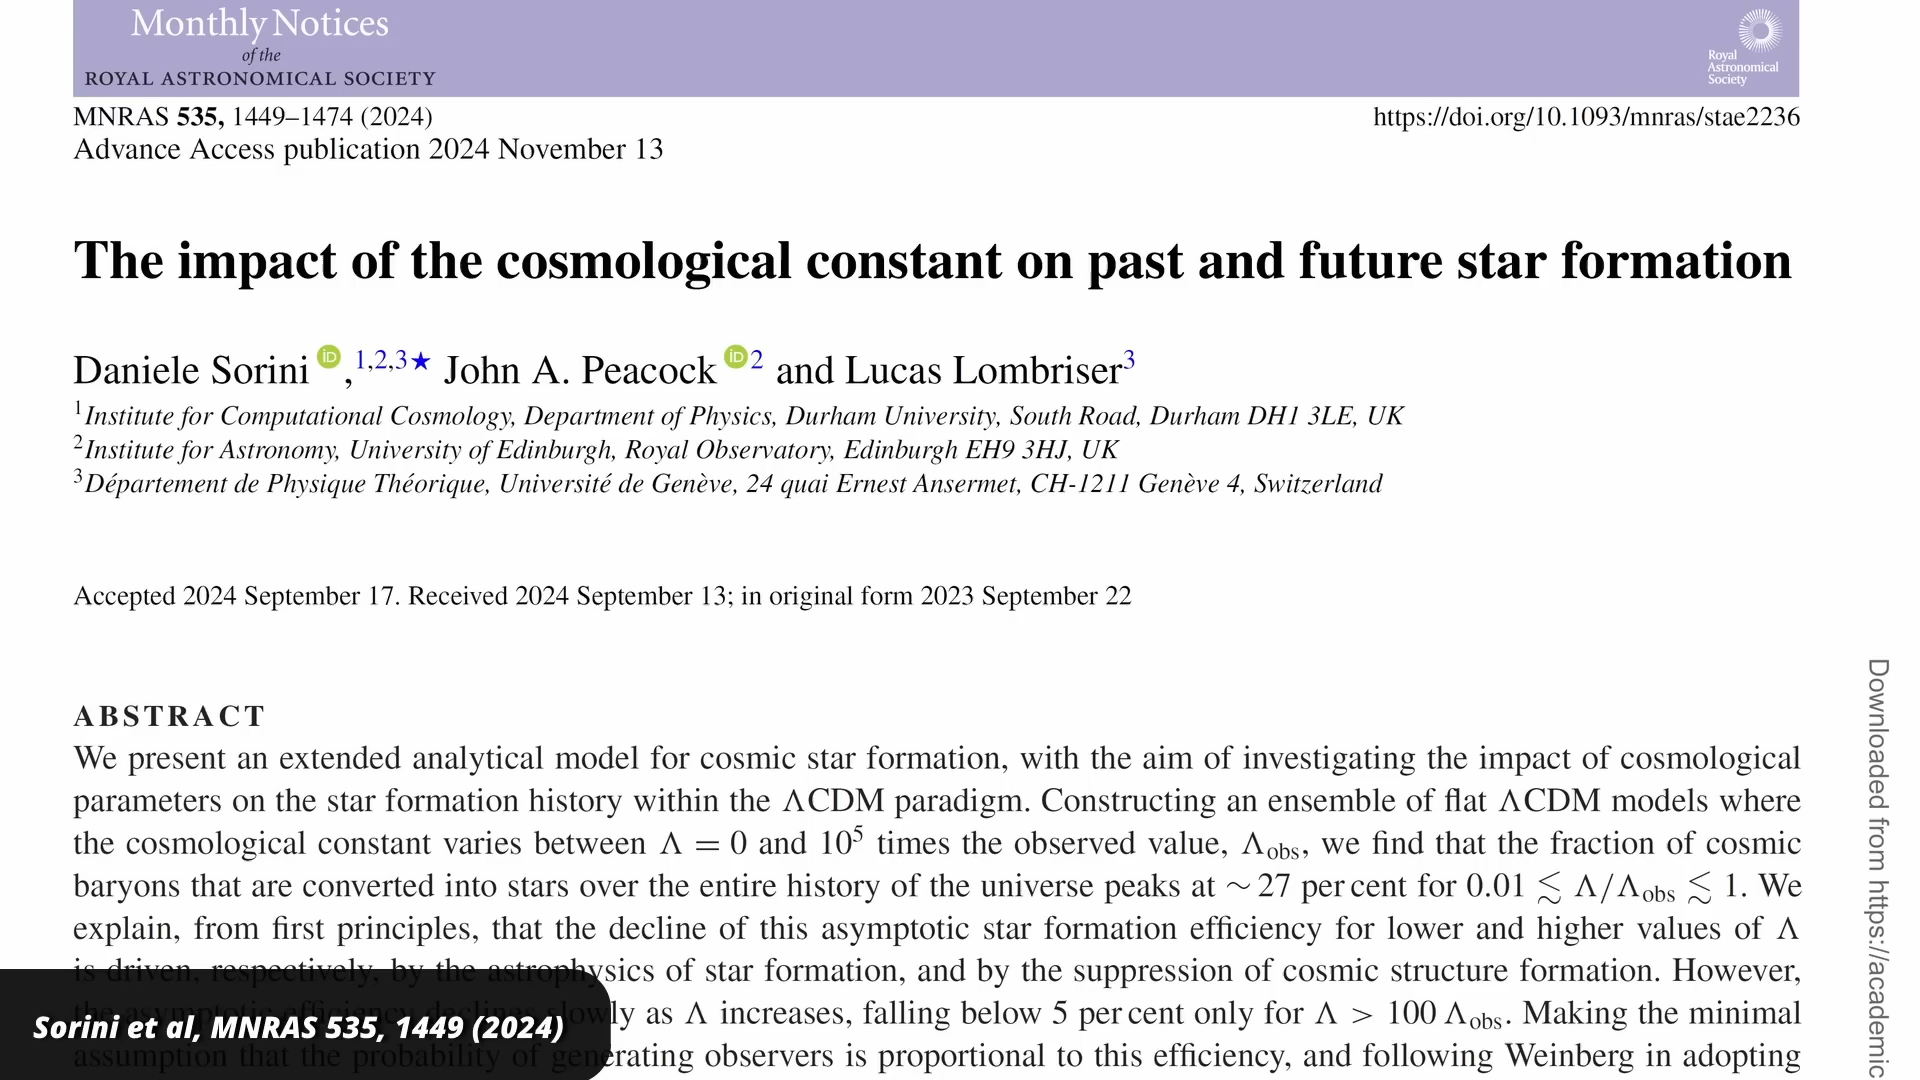 Monthly Notices
of the
ROYAL ASTRONOMICAL SOCIETY
Royal
Astronomical
Society
MNRAS 535, 1449–1474 (2024)
https://doi.org/10.1093/mnras/stae2236
Advance Access publication 2024 November 13
The impact of the cosmological constant on past and future star formation
Daniele Sorini iD,1,2,3★ John A. Peacock iD2 and Lucas Lombriser3
1Institute for Computational Cosmology, Department of Physics, Durham University, South Road, Durham DH1 3LE, UK
2Institute for Astronomy, University of Edinburgh, Royal Observatory, Edinburgh EH9 3HJ, UK
3Département de Physique Théorique, Université de Genève, 24 quai Ernest Ansermet, CH-1211 Genève 4, Switzerland
Accepted 2024 September 17. Received 2024 September 13; in original form 2023 September 22
ABSTRACT
We present an extended analytical model for cosmic star formation, with the aim of investigating the impact of cosmological
parameters on the star formation history within the ΛCDM paradigm. Constructing an ensemble of flat ΛCDM models where
the cosmological constant varies between Λ = 0 and 10⁵ times the observed value, Λobs, we find that the fraction of cosmic
baryons that are converted into stars over the entire history of the universe peaks at ∼27 per cent for 0.01 ≲ Λ/Λobs ≲ 1. We
explain, from first principles, that the decline of this asymptotic star formation efficiency for lower and higher values of Λ
is driven, respectively, by the astrophysics of star formation, and by the suppression of cosmic structure formation. However,
the asymptotic efficiency declines slowly as Λ increases, falling below 5 per cent only for Λ > 100 Λobs. Making the minimal
assumption that the probability of generating observers is proportional to this efficiency, and following Weinberg in adopting
Sorini et al, MNRAS 535, 1449 (2024)
Downloaded from https://academic